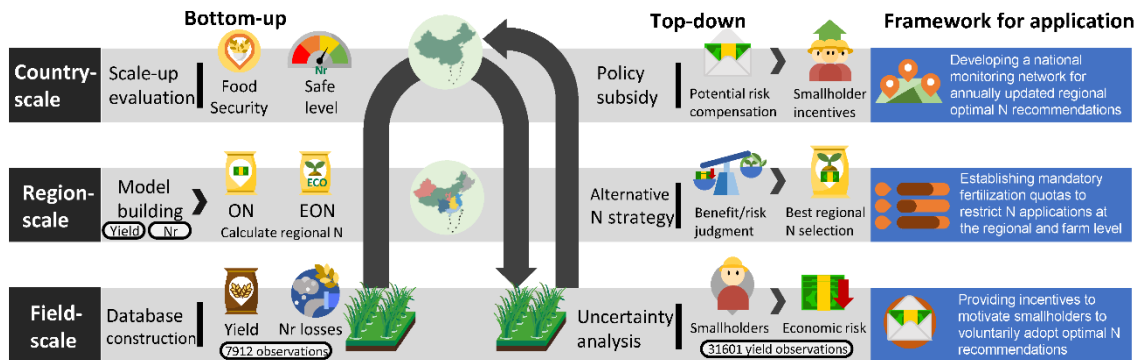 Bottom-up
Top-down
Framework for application
Country-
scale
Scale-up
evaluation
Food
Security
Nr
Safe
level
Policy
subsidy
Potential risk
compensation
Smallholder
incentives
Developing a national
monitoring network for
annually updated regional
optimal N recommendations
Region-
scale
Model
building
Yield
Nr
ON
ECO
EON
Calculate regional N
Alternative
N strategy
Benefit/risk
judgment
Best regional
N selection
Establishing mandatory
fertilization quotas to
restrict N applications at
the regional and farm level
Field-
scale
Database
construction
Yield
Nr losses
7912 observations
Uncertainty
analysis
Smallholders
Economic risk
31601 yield observations
Providing incentives to
motivate smallholders to
voluntarily adopt optimal N
recommendations